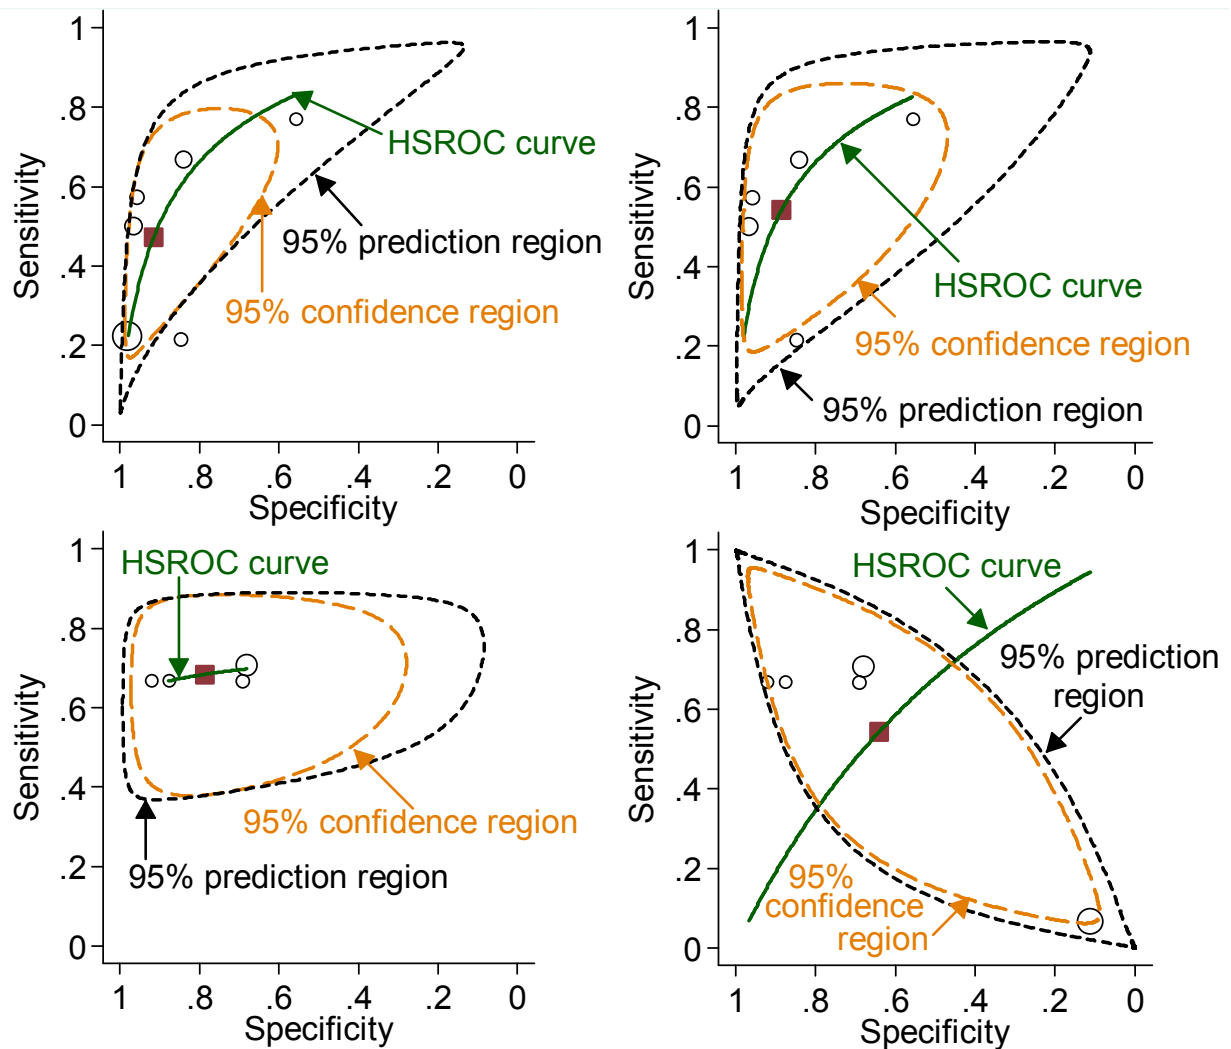 1
.8
.6
.4
.2
0
Sensitivity
HSROC curve
95% prediction region
95% confidence region
1
.8
.6
.4
.2
0
Specificity
1
.8
.6
.4
.2
0
Sensitivity
HSROC curve
95% confidence region
95% prediction region
1
.8
.6
.4
.2
0
Specificity
1
.8
.6
.4
.2
0
Sensitivity
HSROC curve
95% confidence region
95% prediction region
1
.8
.6
.4
.2
0
Specificity
1
.8
.6
.4
.2
0
Sensitivity
HSROC curve
95% prediction
region
95%
confidence
region
1
.8
.6
.4
.2
0
Specificity